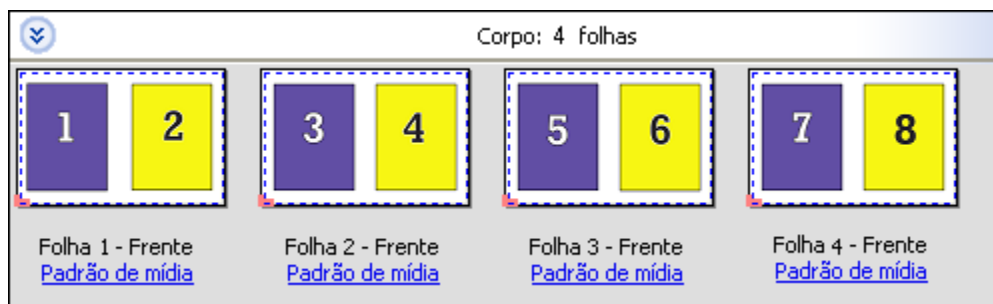 Corpo: 4 folhas
1 2 3 4 5 6 7 8
Folha 1 - Frente Folha 2 - Frente Folha 3 - Frente Folha 4 - Frente
Padrão de mídia Padrão de mídia Padrão de mídia Padrão de mídia